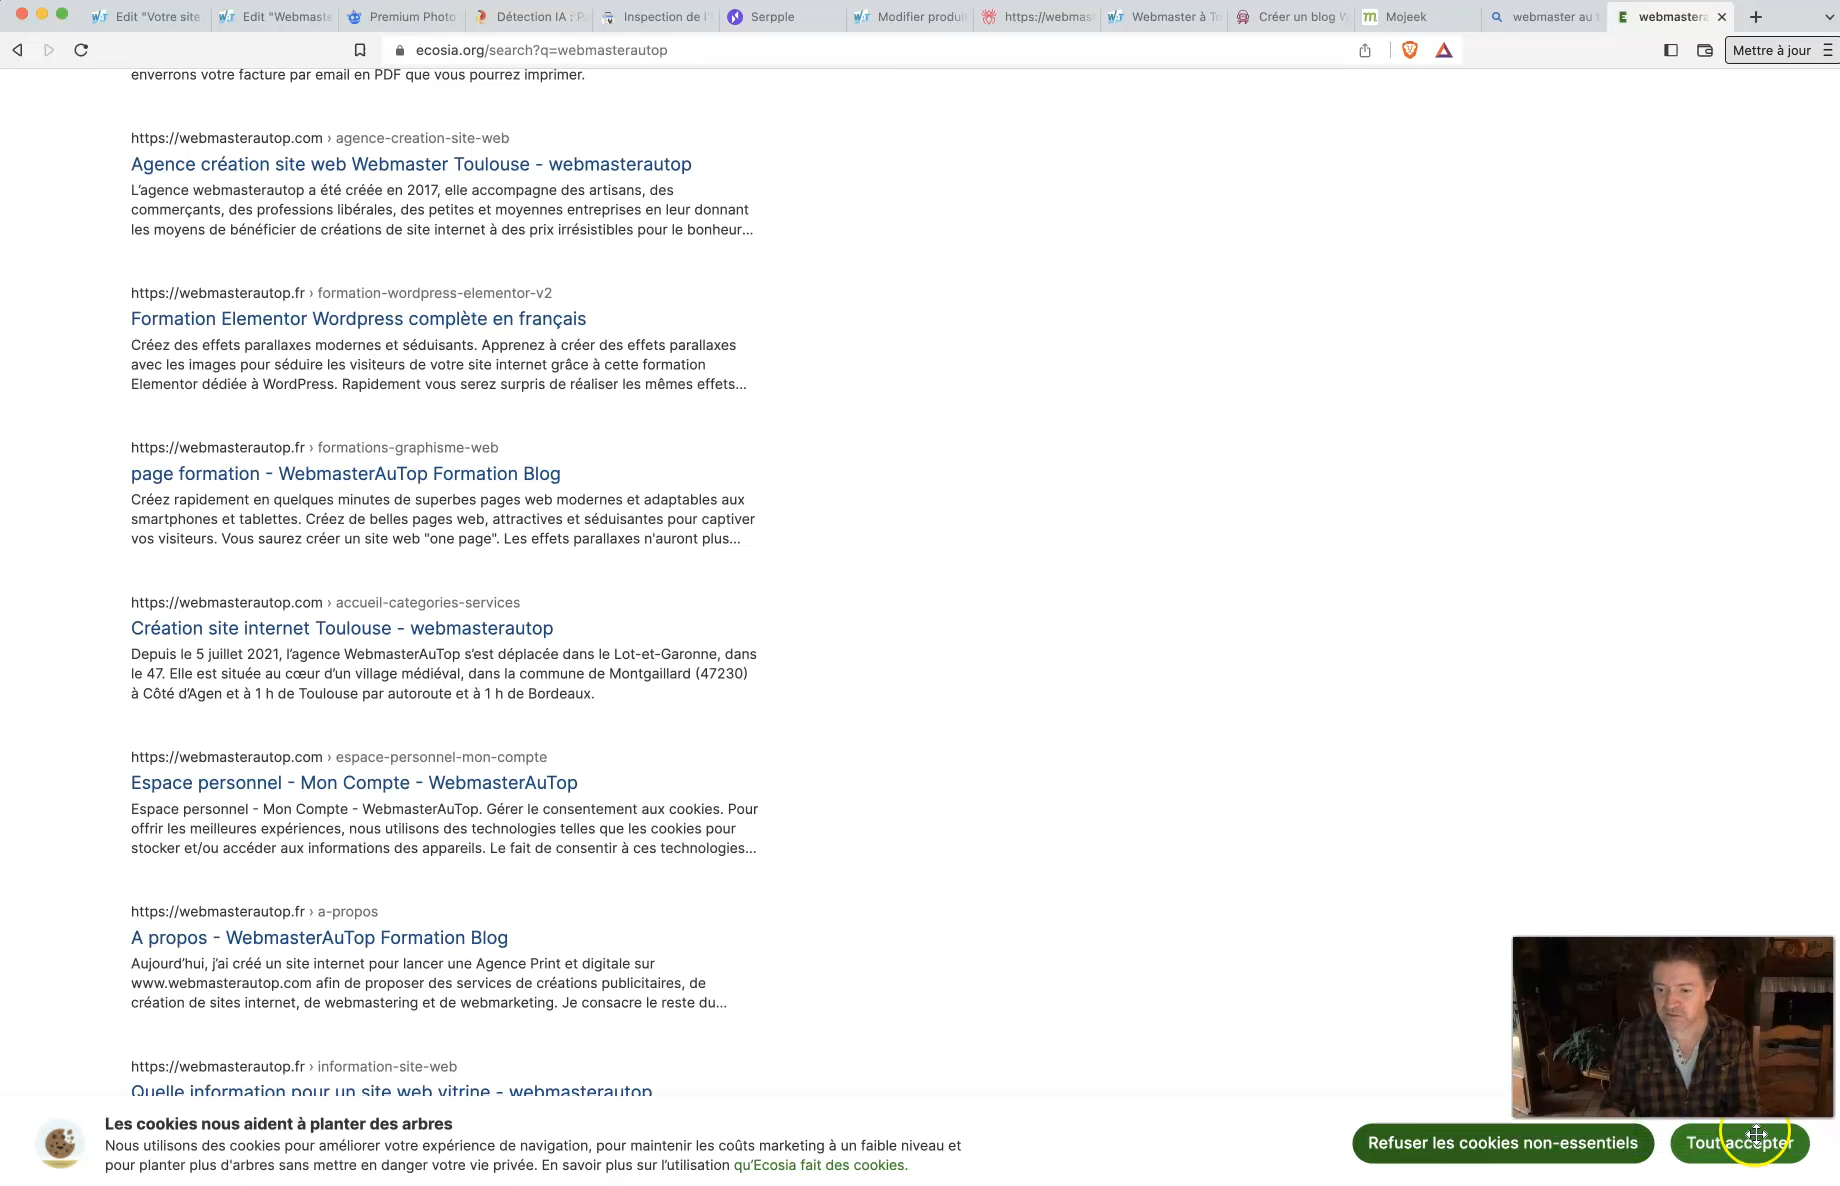 Edit "Votre site
Edit "Webmaste
Premium Photo
Détection IA : P
Inspection de l'
Serpple
Modifier produi
https://webmas
Webmaster à To
Créer un blog W
Mojeek
webmaster au
webmastera
ecosia.org/search?q=webmasterautop
Mettre à jour
enverrons votre facture par email en PDF que vous pourrez imprimer.
https://webmasterautop.com › agence-creation-site-web
Agence création site web Webmaster Toulouse - webmasterautop
L'agence webmasterautop a été créée en 2017, elle accompagne des artisans, des
commerçants, des professions libérales, des petites et moyennes entreprises en leur donnant
les moyens de bénéficier de créations de site internet à des prix irrésistibles pour le bonheur...
https://webmasterautop.fr › formation-wordpress-elementor-v2
Formation Elementor Wordpress complète en français
Créez des effets parallaxes modernes et séduisants. Apprenez à créer des effets parallaxes
avec les images pour séduire les visiteurs de votre site internet grâce à cette formation
Elementor dédiée à WordPress. Rapidement vous serez surpris de réaliser les mêmes effets...
https://webmasterautop.fr › formations-graphisme-web
page formation - WebmasterAuTop Formation Blog
Créez rapidement en quelques minutes de superbes pages web modernes et adaptables aux
smartphones et tablettes. Créez de belles pages web, attractives et séduisantes pour captiver
vos visiteurs. Vous saurez créer un site web "one page". Les effets parallaxes n'auront plus...
https://webmasterautop.com › accueil-categories-services
Création site internet Toulouse - webmasterautop
Depuis le 5 juillet 2021, l'agence WebmasterAuTop s'est déplacée dans le Lot-et-Garonne, dans
le 47. Elle est située au cœur d'un village médiéval, dans la commune de Montgaillard (47230)
à Côté d'Agen et à 1 h de Toulouse par autoroute et à 1 h de Bordeaux.
https://webmasterautop.com › espace-personnel-mon-compte
Espace personnel - Mon Compte - WebmasterAuTop
Espace personnel - Mon Compte - WebmasterAuTop. Gérer le consentement aux cookies. Pour
offrir les meilleures expériences, nous utilisons des technologies telles que les cookies pour
stocker et/ou accéder aux informations des appareils. Le fait de consentir à ces technologies...
https://webmasterautop.fr › a-propos
A propos - WebmasterAuTop Formation Blog
Aujourd'hui, j'ai créé un site internet pour lancer une Agence Print et digitale sur
www.webmasterautop.com afin de proposer des services de créations publicitaires, de
création de sites internet, de webmastering et de webmarketing. Je consacre le reste du...
https://webmasterautop.fr › information-site-web
Quelle information pour un site web vitrine - webmasterautop
Les cookies nous aident à planter des arbres
Nous utilisons des cookies pour améliorer votre expérience de navigation, pour maintenir les coûts marketing à un faible niveau et
pour planter plus d'arbres sans mettre en danger votre vie privée. En savoir plus sur l'utilisation qu'Ecosia fait des cookies.
Refuser les cookies non-essentiels
Tout accepter